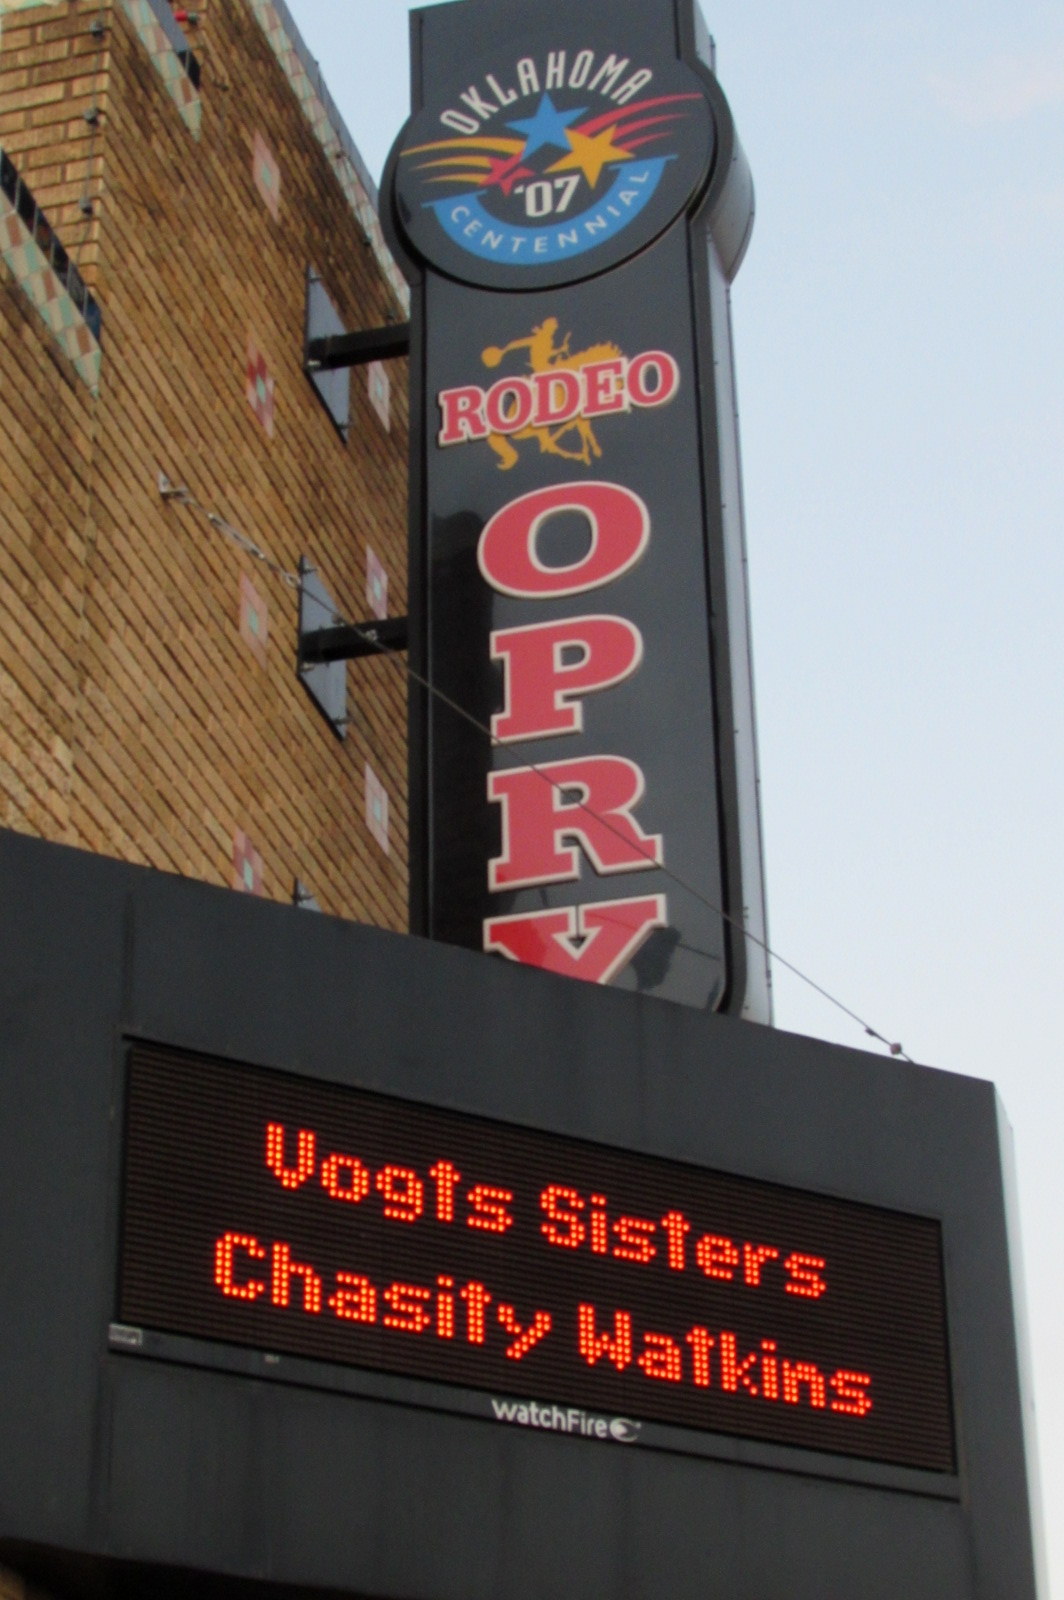 OKLAHOMA
'07
CENTENNIAL
RODEO
OPRY
Vogts Sisters
Chasity Watkins
watchFire